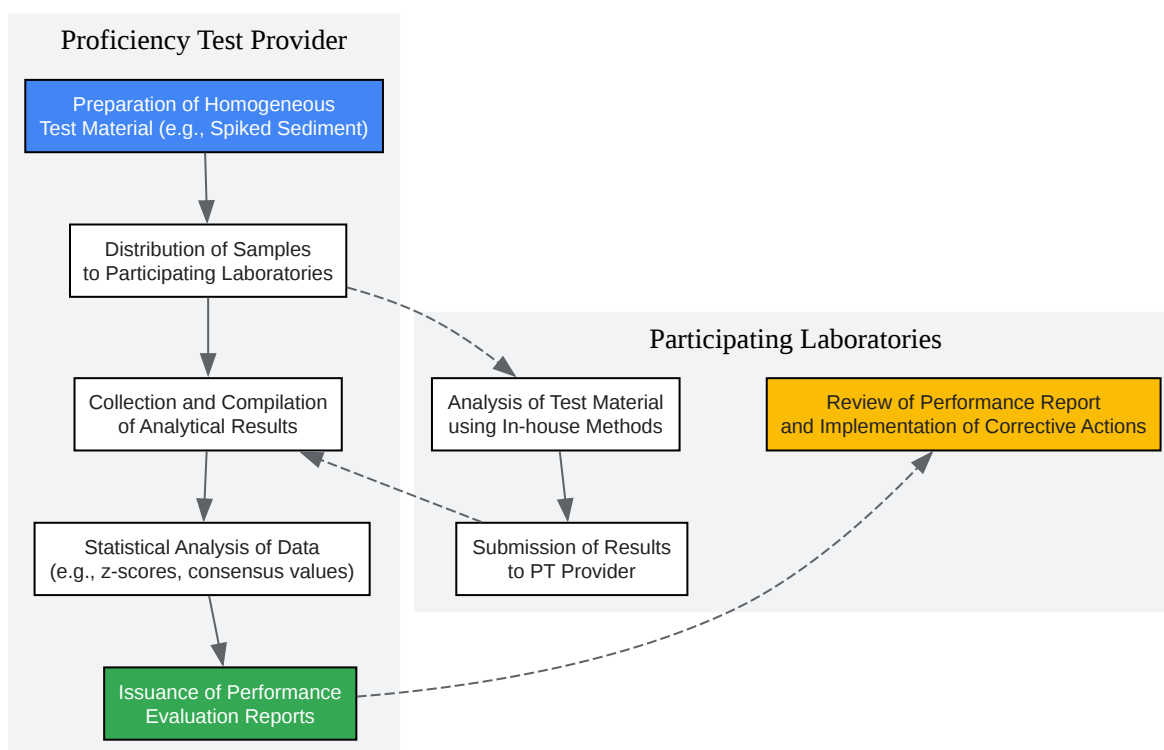 Proficiency Test Provider
Preparation of Homogeneous
Test Material (e.g., Spiked Sediment)
Distribution of Samples
to Participating Laboratories
Collection and Compilation
of Analytical Results
Statistical Analysis of Data
(e.g., z-scores, consensus values)
Issuance of Performance
Evaluation Reports
Participating Laboratories
Analysis of Test Material
using In-house Methods
Submission of Results
to PT Provider
Review of Performance Report
and Implementation of Corrective Actions